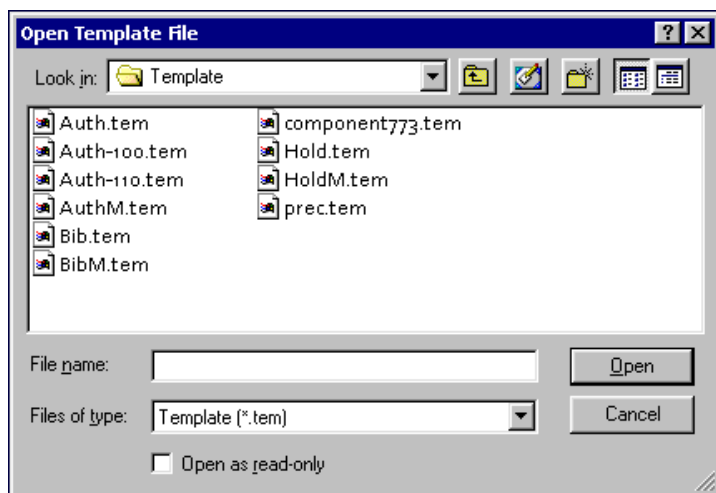 Open Template File
Look in: Template
Auth.tem
Auth-100.tem
Auth-110.tem
AuthM.tem
Bib.tem
BibM.tem
component773.tem
Hold.tem
HoldM.tem
prec.tem
File name:
Open
Files of type: Template (*.tem)
Cancel
Open as read-only